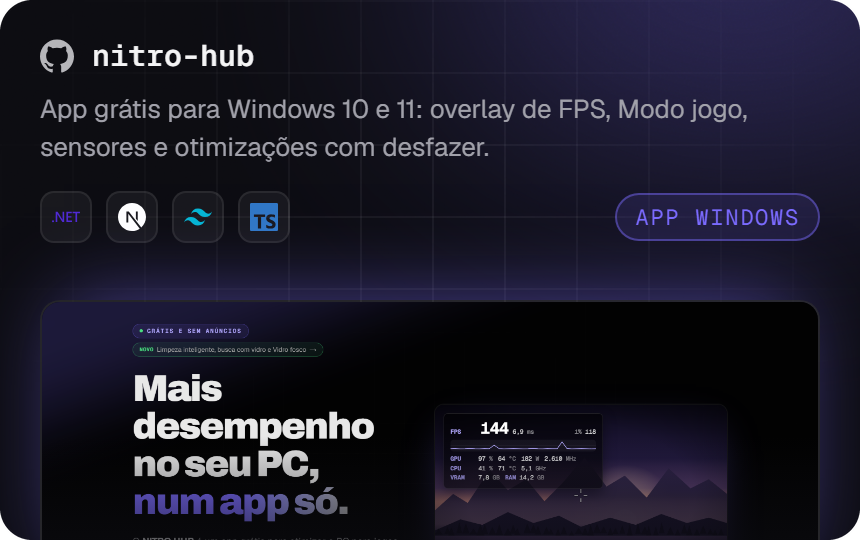 nitro-hub
App grátis para Windows 10 e 11: overlay de FPS, Modo jogo,
sensores e otimizações com desfazer.
.NET
N
TS
APP WINDOWS
GRÁTIS E SEM ANÚNCIOS
NOVO Limpeza inteligente, busca com vidro e Vidro fosco →
Mais
desempenho
no seu PC,
num app só.
FPS 144 6,9 ms 1% 118
GPU 97 % 64 °C 182 W 2.610 MHz
CPU 41 % 71 °C 5,1 GHz
VRAM 7,8 GB RAM 14,2 GB